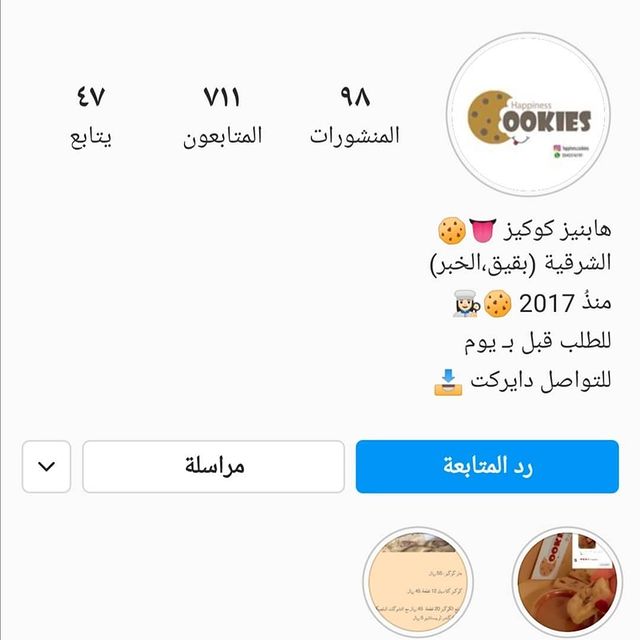 ٩٨
المنشورات
٧١١
المتابعون
٤٧
يتابع
Happiness
OOKIES
هابنيز كوكيز 👅🍪
الشرقية (بقيق،الخبر)
منذُ 2017 🍪👩🏻‍🍳
للطلب قبل بـ يوم
للتواصل دايركت 📥
رد المتابعة
مراسلة